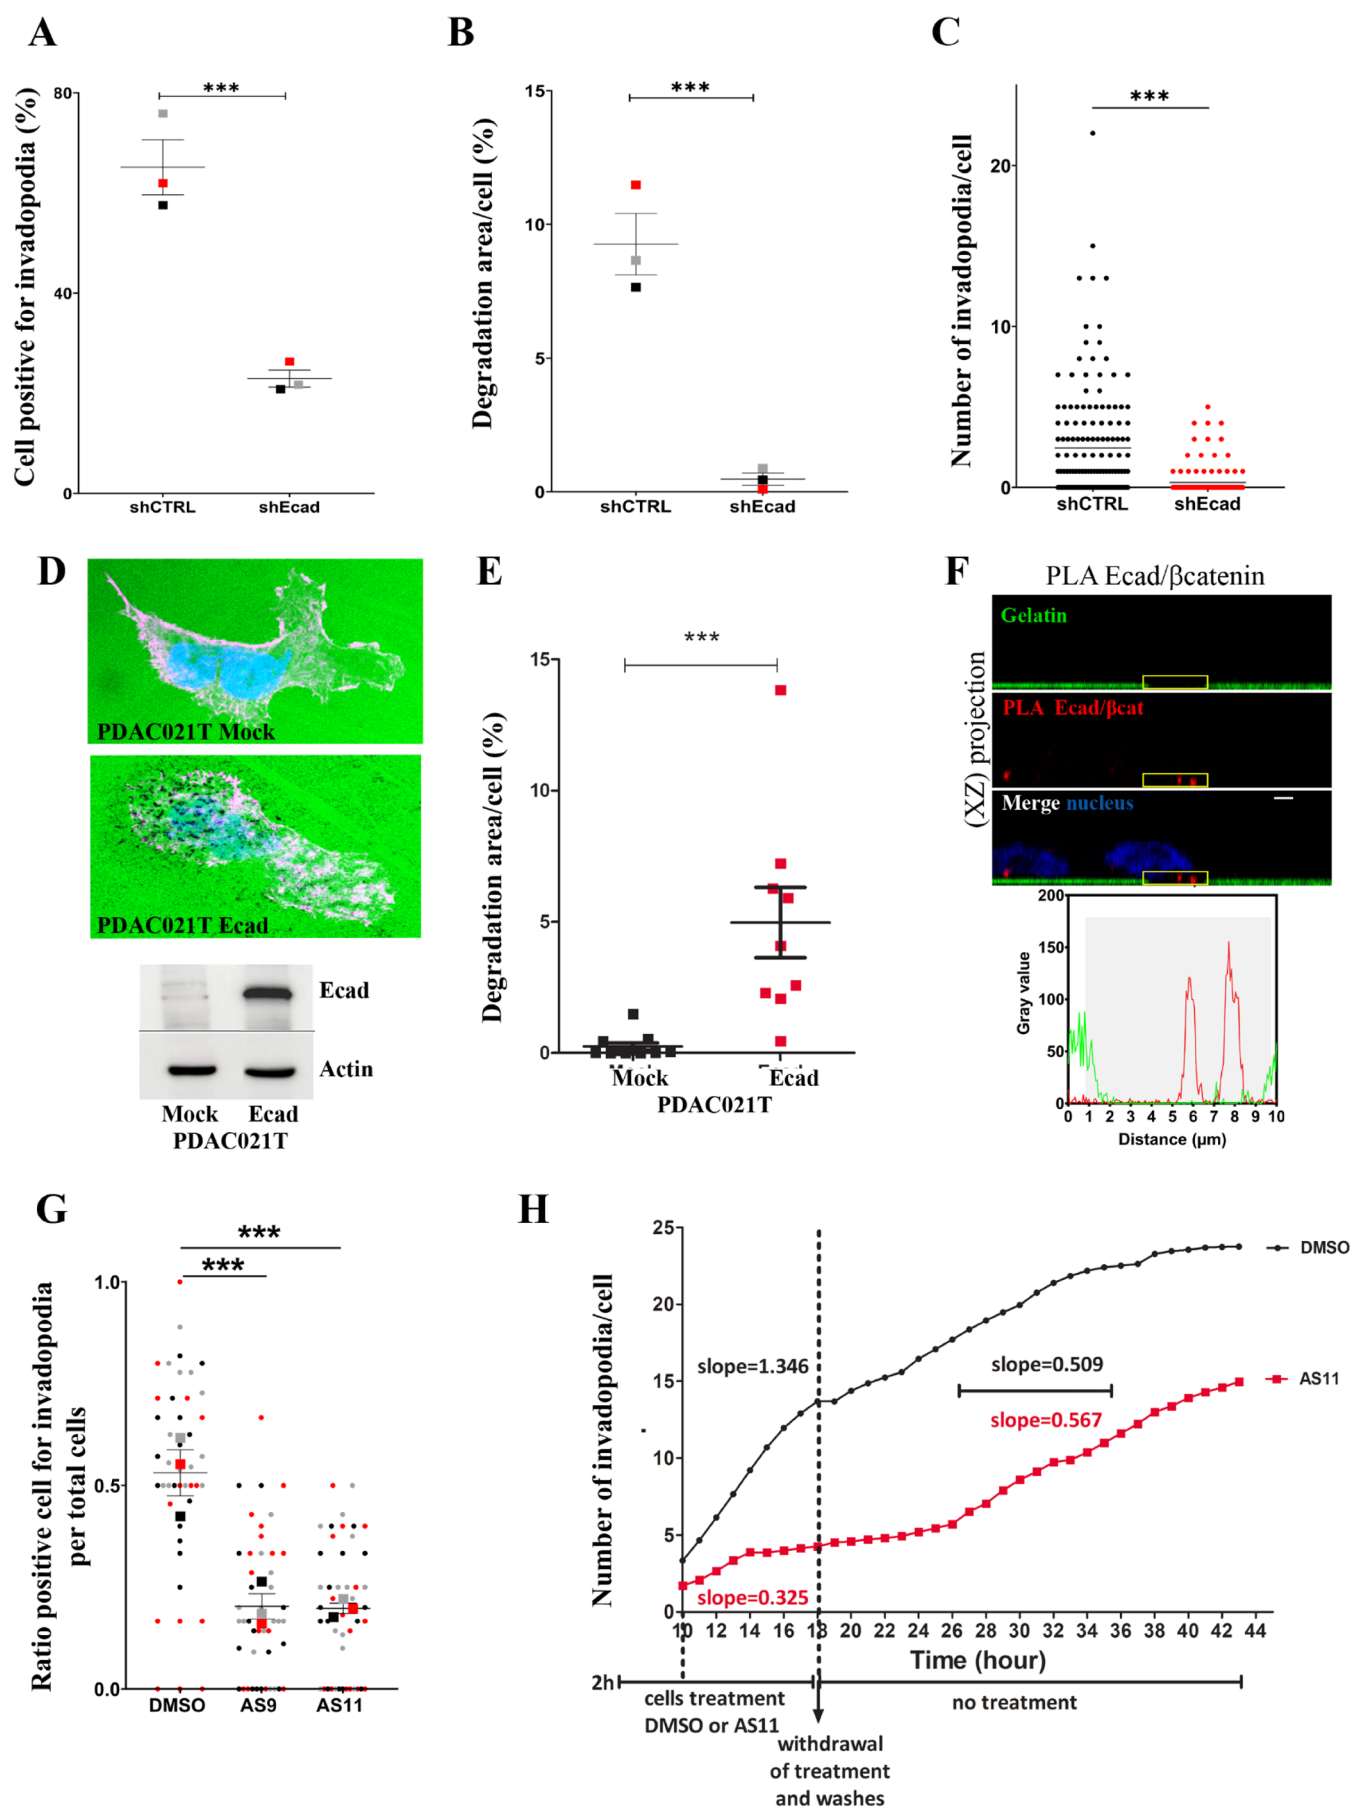 A
Cell positive for invadopodia (%)
80
40
0
***
shCTRL
shEcad
B
Degradation area/cell (%)
15
10
5
0
***
shCTRL
shEcad
C
Number of invadopodia/cell
20
10
0
***
shCTRL
shEcad
D
PDAC021T Mock
PDAC021T Ecad
Ecad
Actin
Mock Ecad
PDAC021T
E
Degradation area/cell (%)
15
10
5
0
***
Mock
Ecad
PDAC021T
F
PLA Ecad/βcatenin
(XZ) projection
Gelatin
PLA Ecad/βcat
Merge nucleus
Gray value
200
150
100
50
0
0 1 2 3 4 5 6 7 8 9 10
Distance (µm)
G
Ratio positive cell for invadopodia
per total cells
1.0
0.5
0.0
***
***
DMSO
AS9
AS11
H
Number of invadopodia/cell
25
20
15
10
5
0
DMSO
AS11
slope=1.346
slope=0.509
slope=0.567
slope=0.325
10 12 14 16 18 20 22 24 26 28 30 32 34 36 38 40 42 44
Time (hour)
2h
cells treatment
DMSO or AS11
no treatment
withdrawal
of treatment
and washes